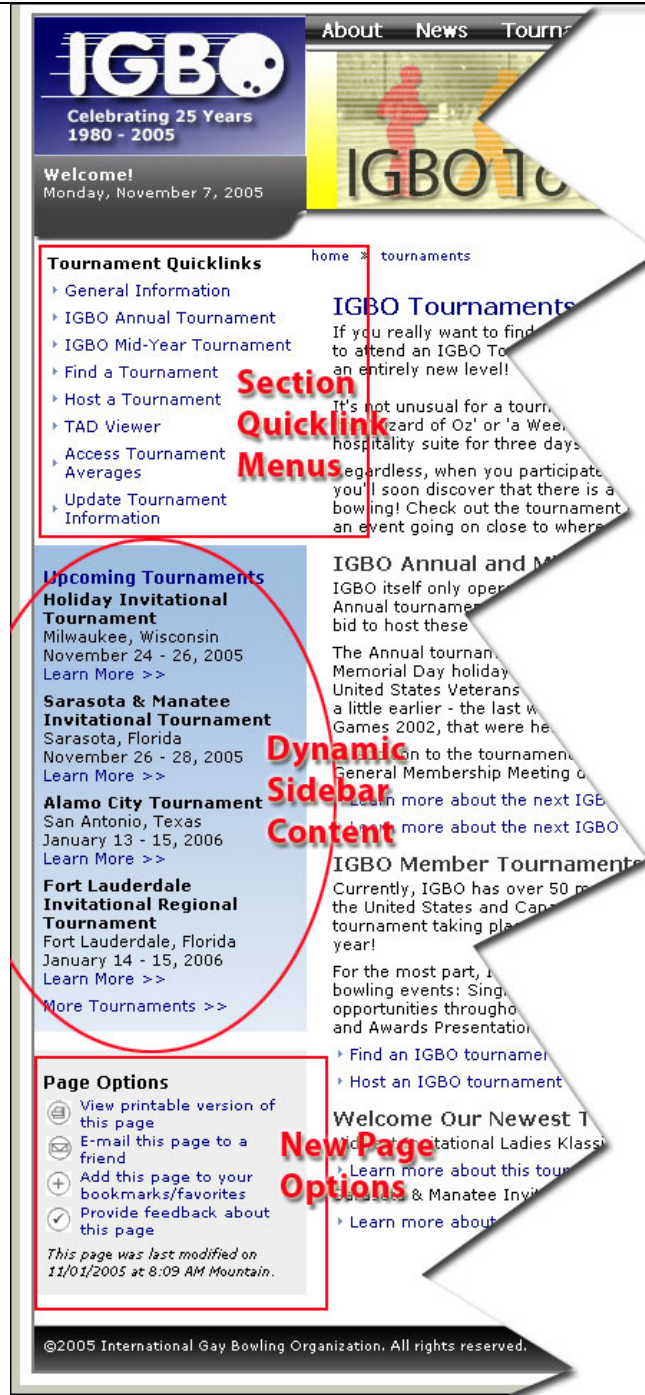 IGBO
Celebrating 25 Years
1980 - 2005
Welcome!
Monday, November 7, 2005
About News
IGBO
home » tournaments
Tournament Quicklinks
General Information
IGBO Annual Tournament
IGBO Mid-Year Tournament
Find a Tournament
Host a Tournament
TAD Viewer
Access Tournament
Averages
Update Tournament
Information
Section
Quicklink
Menus
Upcoming Tournaments
Holiday Invitational
Tournament
Milwaukee, Wisconsin
November 24 - 26, 2005
Learn More >>
Sarasota & Manatee
Invitational Tournament
Sarasota, Florida
November 26 - 28, 2005
Learn More >>
Alamo City Tournament
San Antonio, Texas
January 13 - 15, 2006
Learn More >>
Fort Lauderdale
Invitational Regional
Tournament
Fort Lauderdale, Florida
January 14 - 15, 2006
Learn More >>
More Tournaments >>
Dynamic
Sidebar
Content
Page Options
View printable version of
this page
E-mail this page to a
friend
Add this page to your
bookmarks/favorites
Provide feedback about
this page
This page was last modified on
11/01/2005 at 8:09 AM Mountain.
New Page
Options
IGBO Tournaments
If you really want to find
to attend an IGBO
an entirely new level!
It's not unusual for a
of Oz' or 'a
hospitality suite for three days
Regardless, when you participate
you'll soon discover that there is a
bowling! Check out the tournament
an event going on close to where
IGBO Annual and
IGBO itself only
Annual
bid to host these
The Annual
Memorial Day holiday
United States Veterans
a little earlier - the last
Games 2002, that were
to the
General Membership Meeting
Learn more about the next
Learn more about the next IGBO
IGBO Member Tournaments
Currently, IGBO has over 50
the United States and
tournament taking
year!
For the most part,
bowling events:
opportunities
and Awards
Find an IGBO
Host an IGBO tournament
Welcome Our Newest
Invitational Ladies
Learn more about this
& Manatee
Learn more about
©2005 International Gay Bowling Organization. All rights reserved.